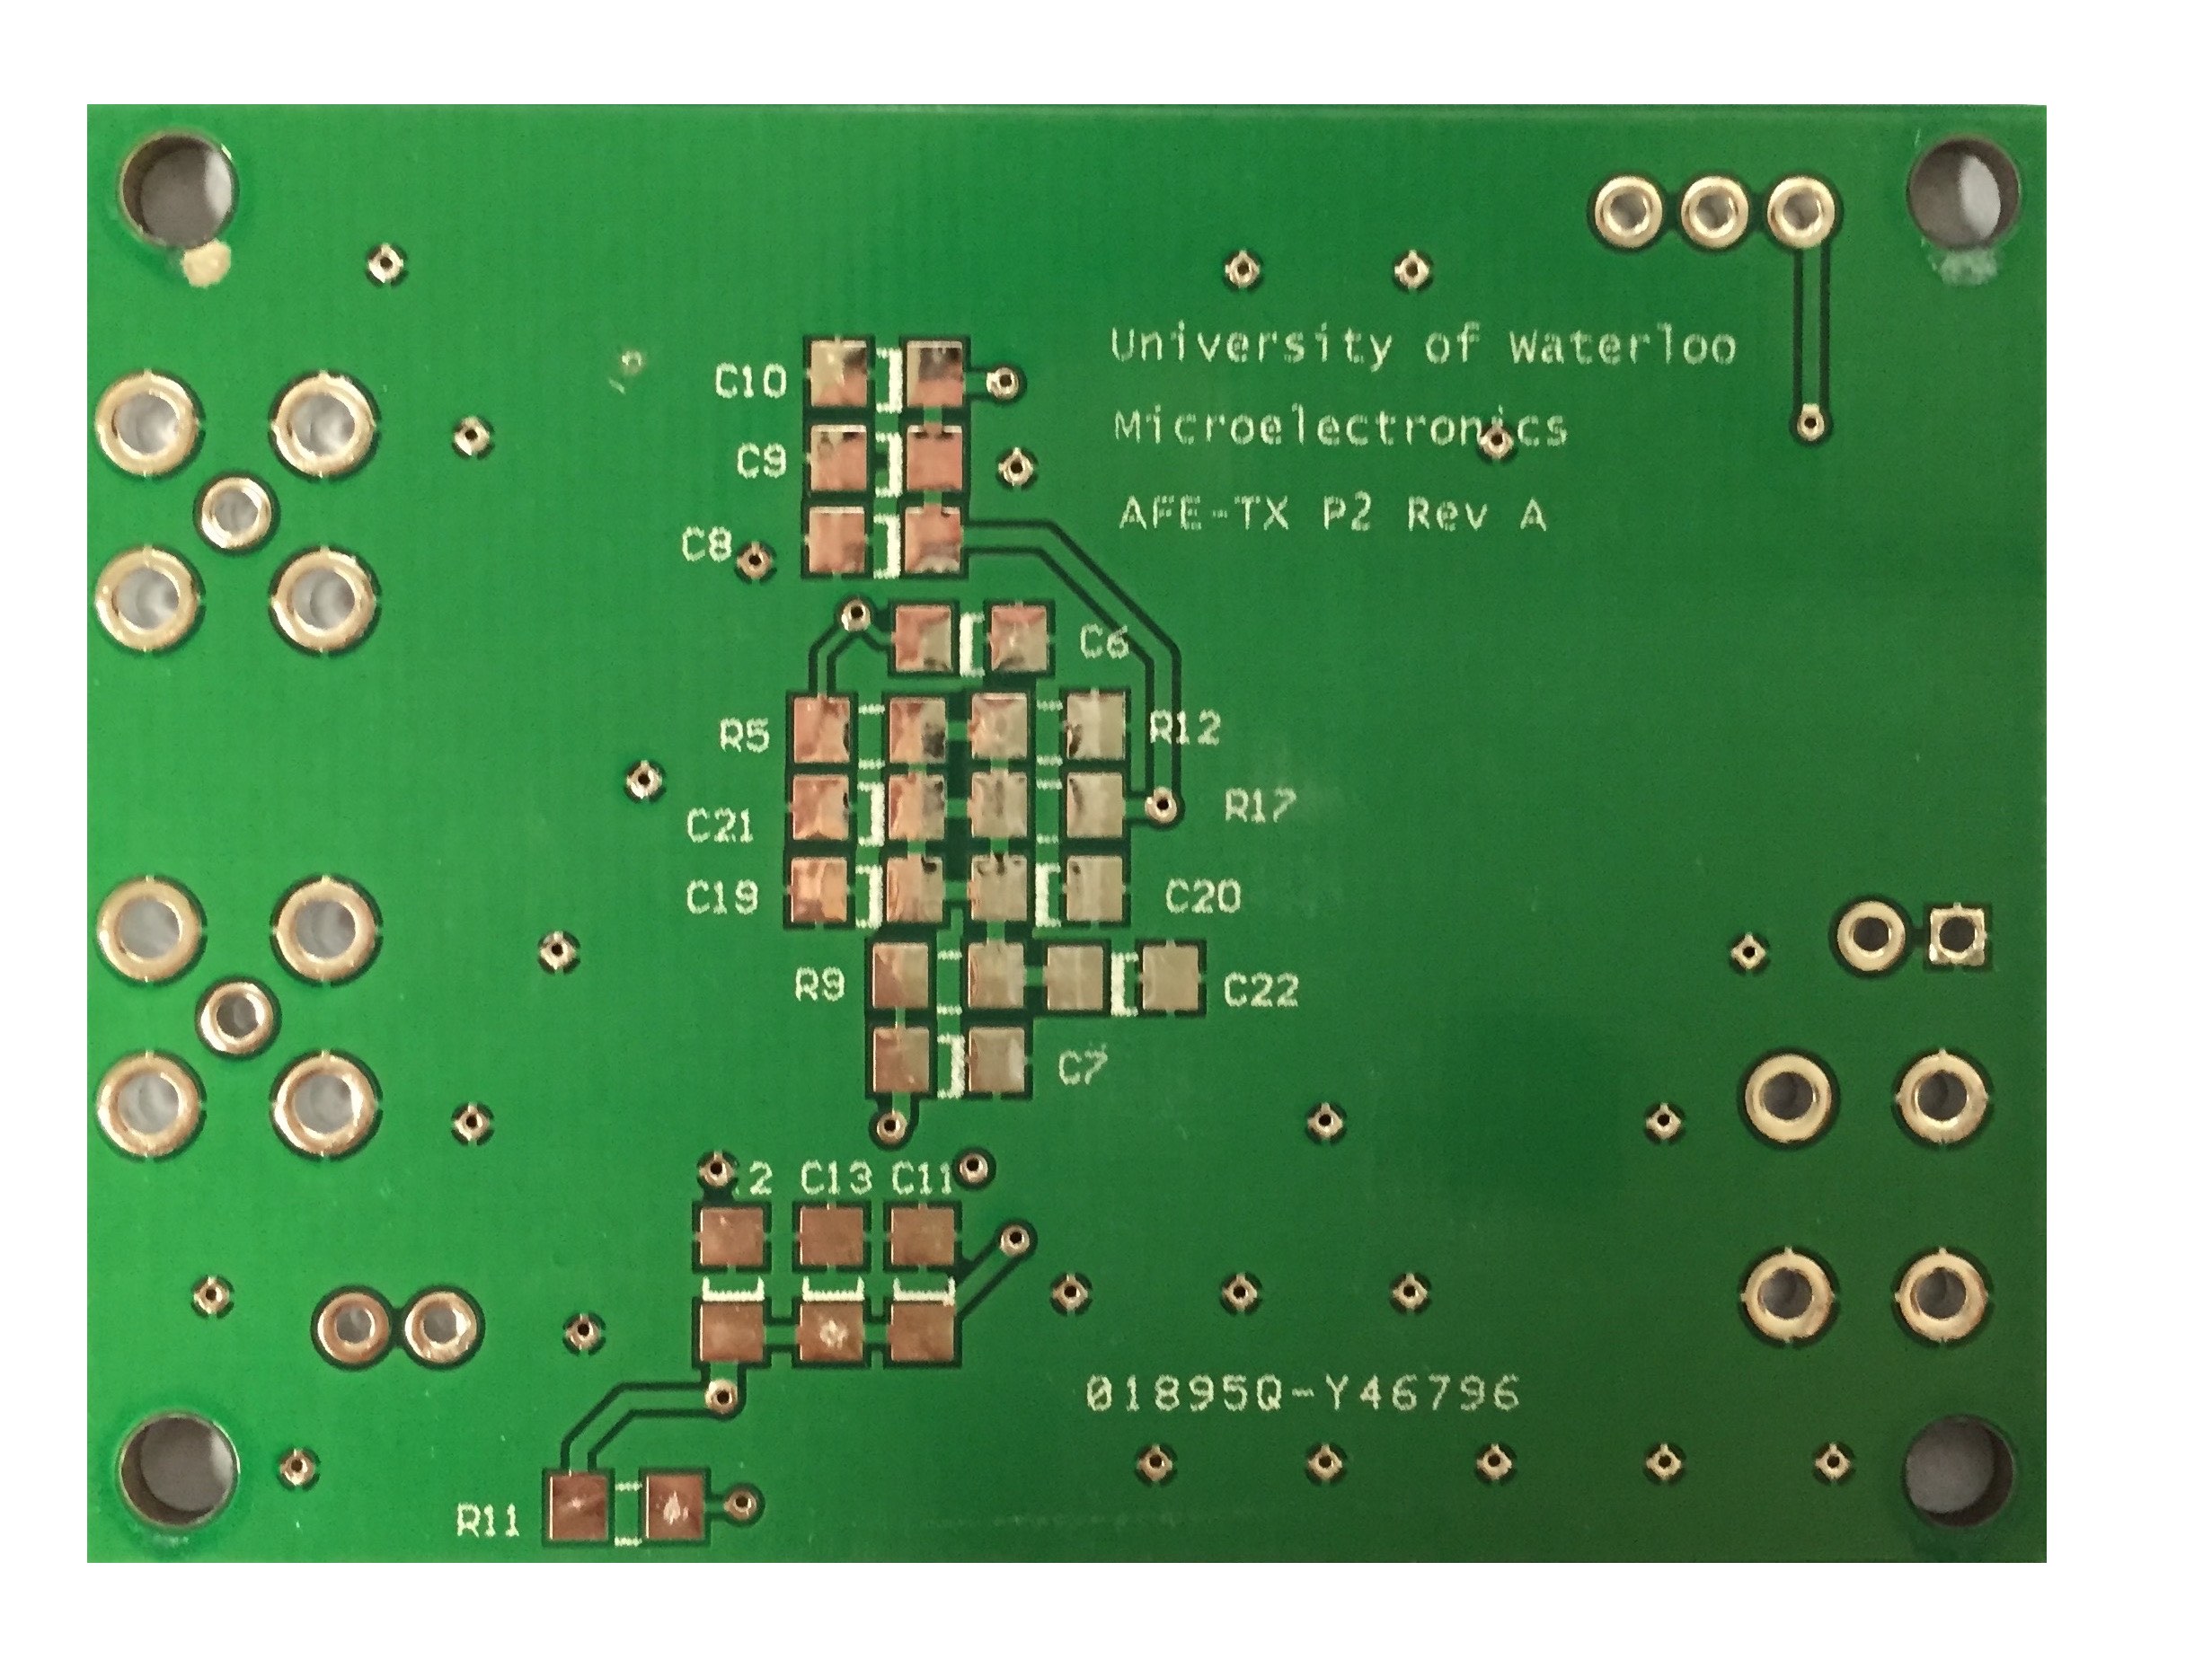 University of Waterloo
C10
Microelectronics
C9
AFE-TX P2 Rev A
C8
C6
R5
R12
R17
C21
C19
C20
R9
C22
C7
C13
C11
01895Q-Y46796
R11